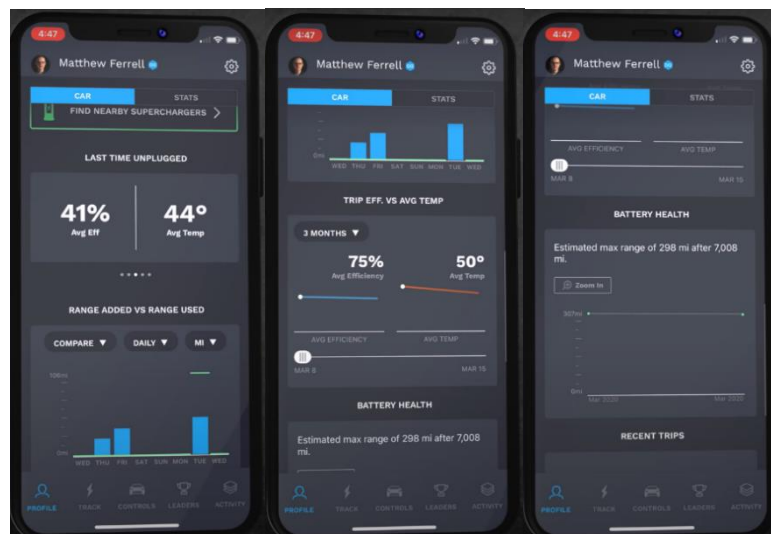 4:47
Matthew Ferrell
CAR STATS
FIND NEARBY SUPERCHARGERS >
LAST TIME UNPLUGGED
41% 44°
Avg Eff Avg Temp
RANGE ADDED VS RANGE USED
COMPARE ▼ DAILY ▼ MI ▼
100mi
0mi
WED THU FRI SAT SUN MON TUE WED
PROFILE TRACK CONTROLS LEADERS ACTIVITY
4:47
Matthew Ferrell
CAR STATS
0mi
WED THU FRI SAT SUN MON TUE WED
TRIP EFF. VS AVG TEMP
3 MONTHS ▼
75% 50°
Avg Efficiency Avg Temp
AVG EFFICIENCY AVG TEMP
MAR 8 MAR 15
BATTERY HEALTH
Estimated max range of 298 mi after 7,008
mi.
PROFILE TRACK CONTROLS LEADERS ACTIVITY
4:47
Matthew Ferrell
CAR STATS
AVG EFFICIENCY AVG TEMP
MAR 8 MAR 15
BATTERY HEALTH
Estimated max range of 298 mi after 7,008
mi.
Zoom In
307mi
0mi
Mar 2020 Mar 2020
RECENT TRIPS
PROFILE TRACK CONTROLS LEADERS ACTIVITY